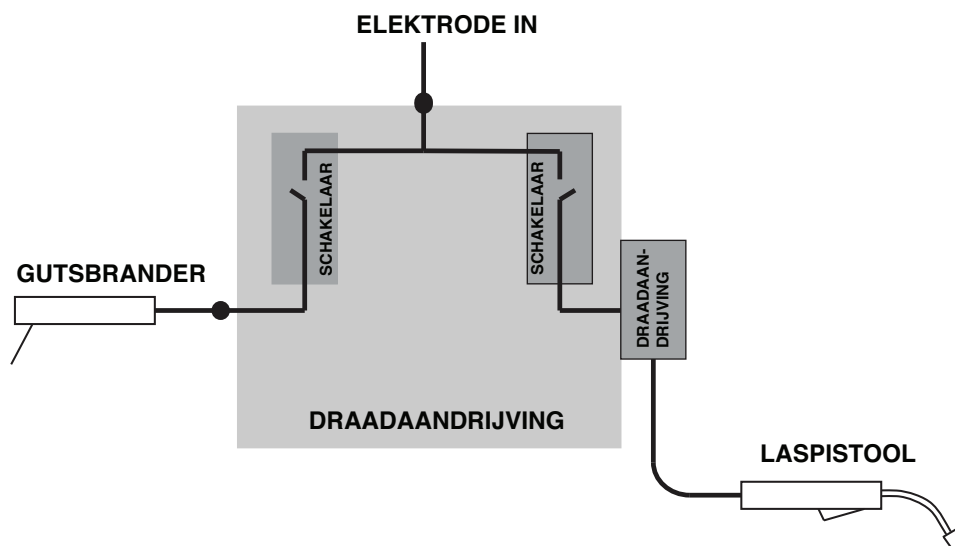 ELEKTRODE IN
SCHAKELAAR
SCHAKELAAR
GUTSBRANDER
DRAADAAN-
DRIJVING
DRAADAANDRIJVING
LASPISTOOL